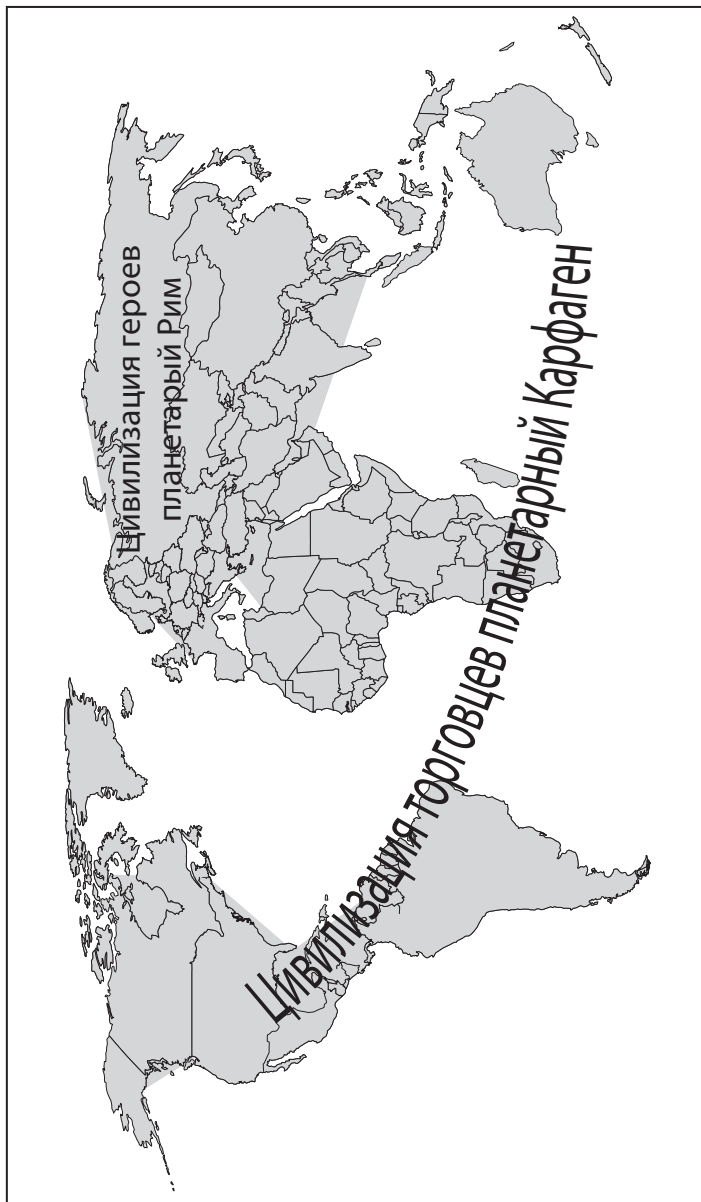 Цивилизация героев
планетарый Рим
Цивилизация торговцев планетарный Карфаген